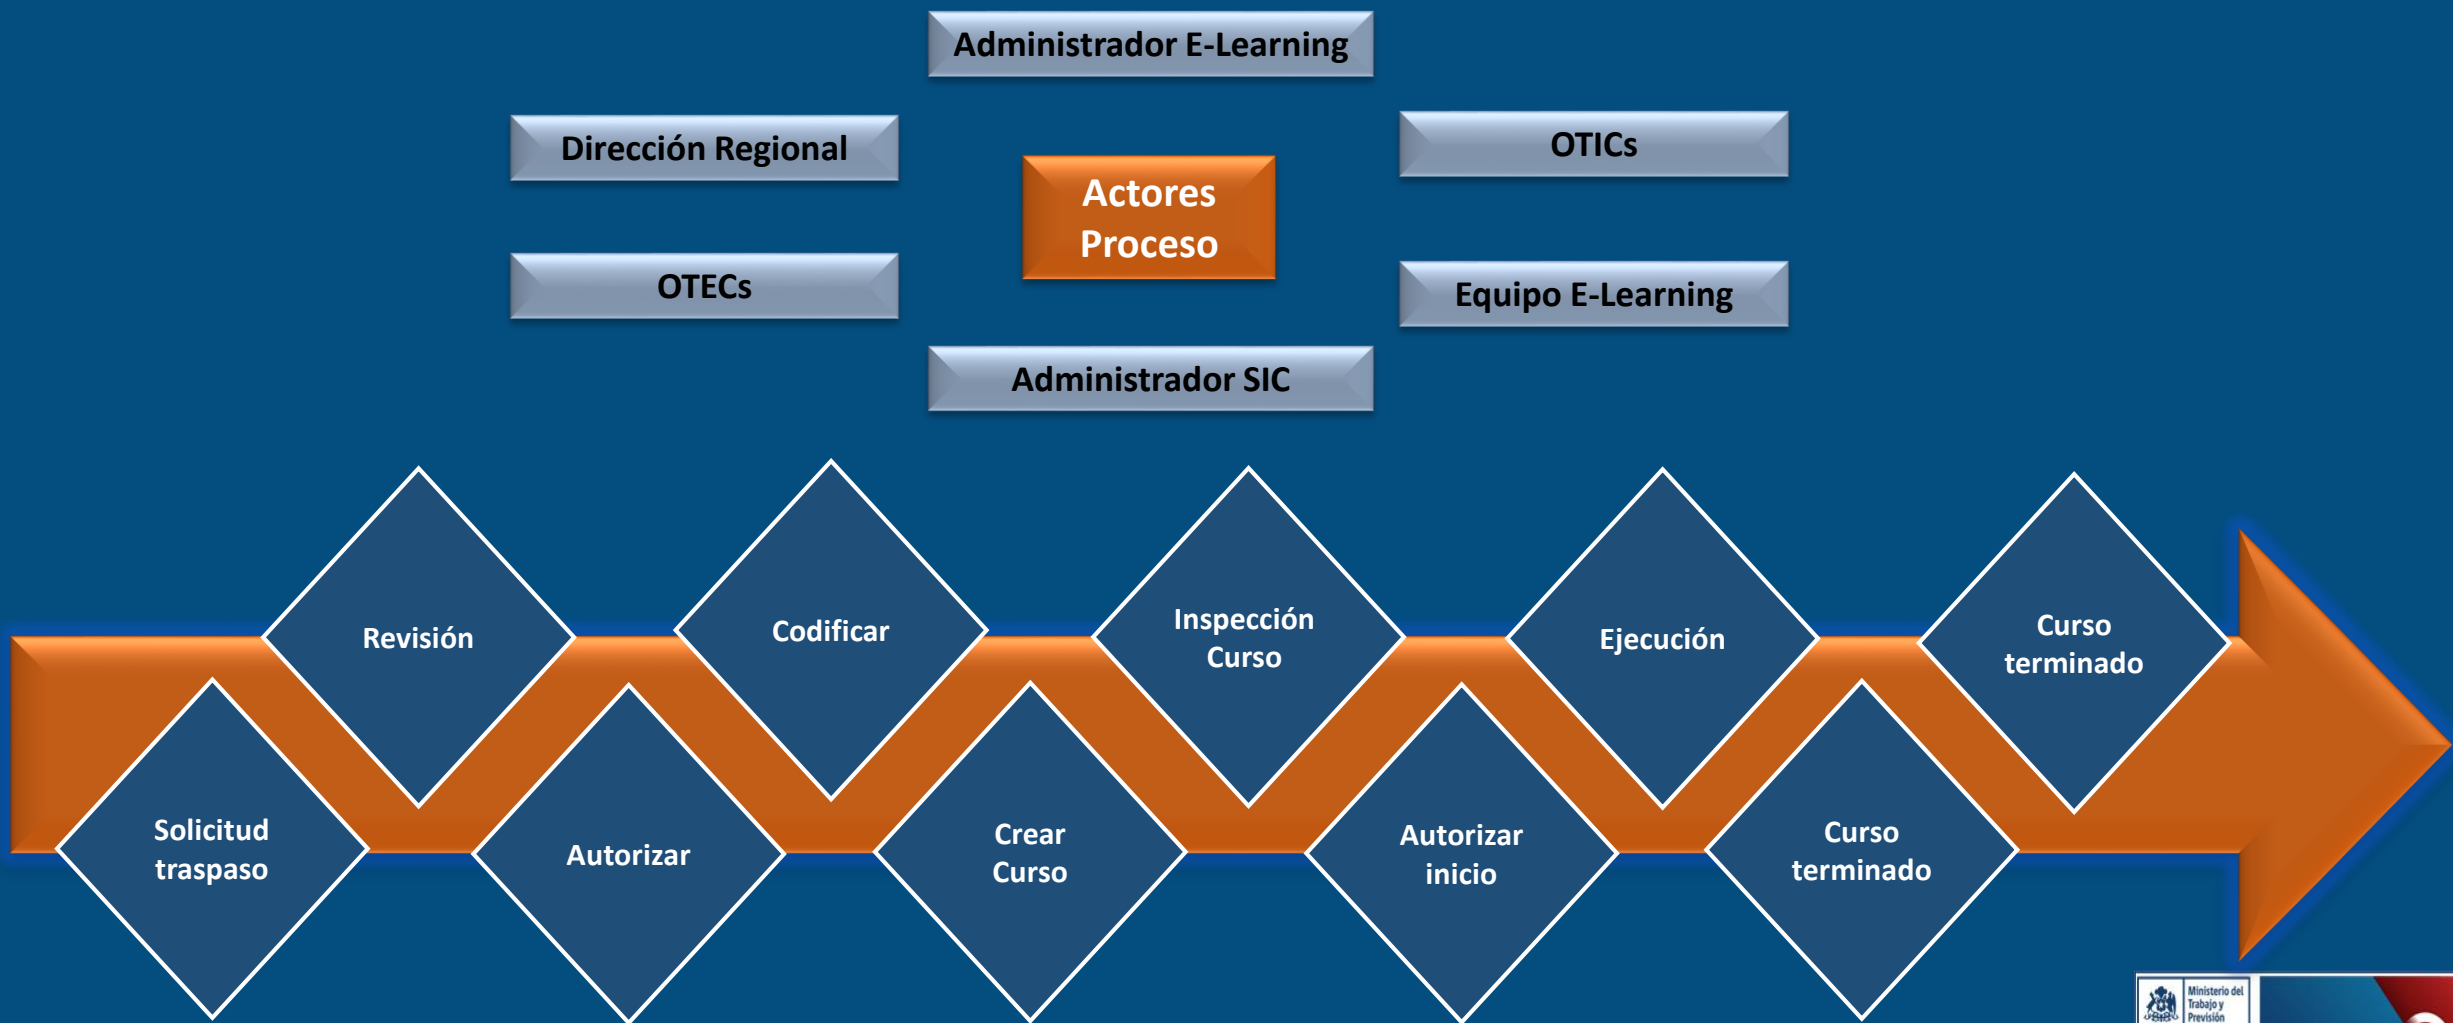 Administrador E-Learning
Dirección Regional
OTICs
Actores
Proceso
OTECs
Equipo E-Learning
Administrador SIC
Solicitud
traspaso
Revisión
Autorizar
Codificar
Crear
Curso
Inspección
Curso
Autorizar
inicio
Ejecución
Curso
terminado
Curso
terminado
Ministerio del
Trabajo y
Previsión